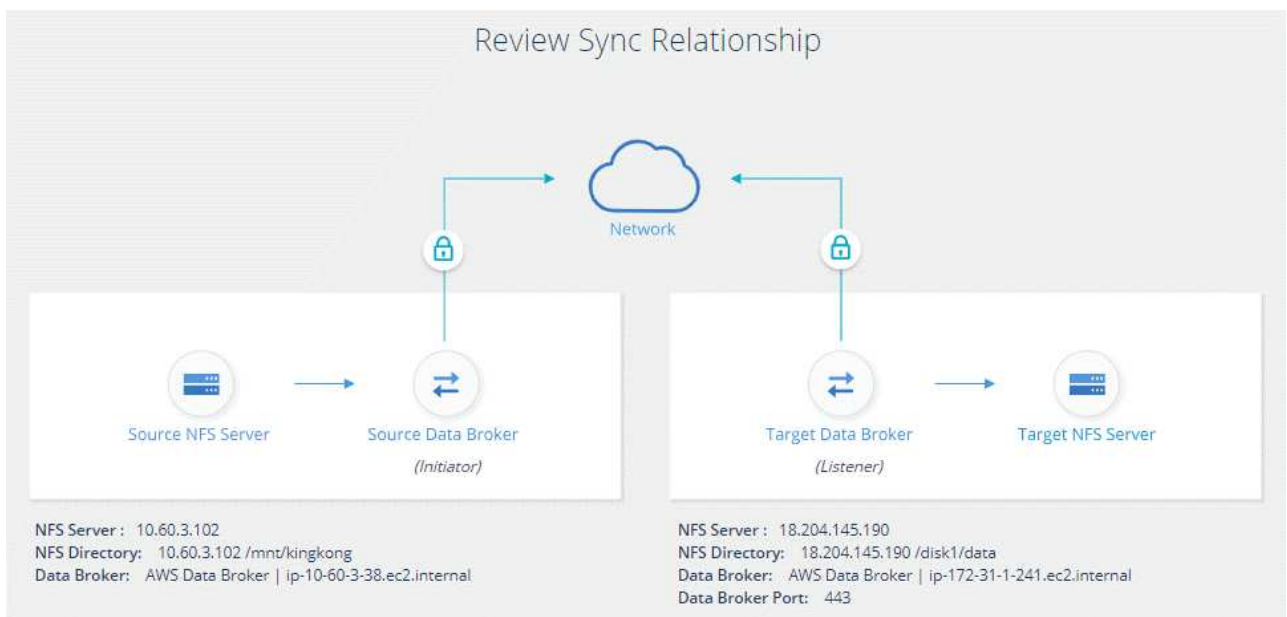 Review Sync Relationship
Network
Source NFS Server
Source Data Broker
(Initiator)
Target Data Broker
(Listener)
Target NFS Server
NFS Server : 10.60.3.102
NFS Directory: 10.60.3.102 /mnt/kingkong
Data Broker: AWS Data Broker | ip-10-60-3-38.ec2.internal
NFS Server : 18.204.145.190
NFS Directory: 18.204.145.190 /disk1/data
Data Broker: AWS Data Broker | ip-172-31-1-241.ec2.internal
Data Broker Port: 443